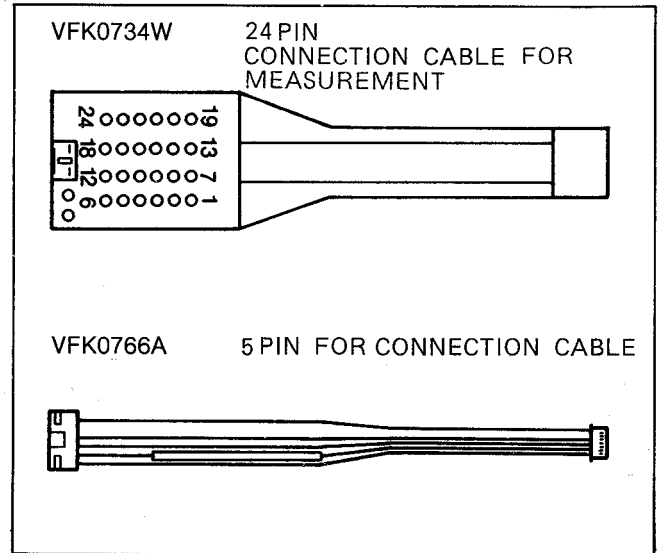 VFK0734W 24 PIN
CONNECTION CABLE FOR
MEASUREMENT
24 19
18 13
12 7
6 1
VFK0766A 5 PIN FOR CONNECTION CABLE